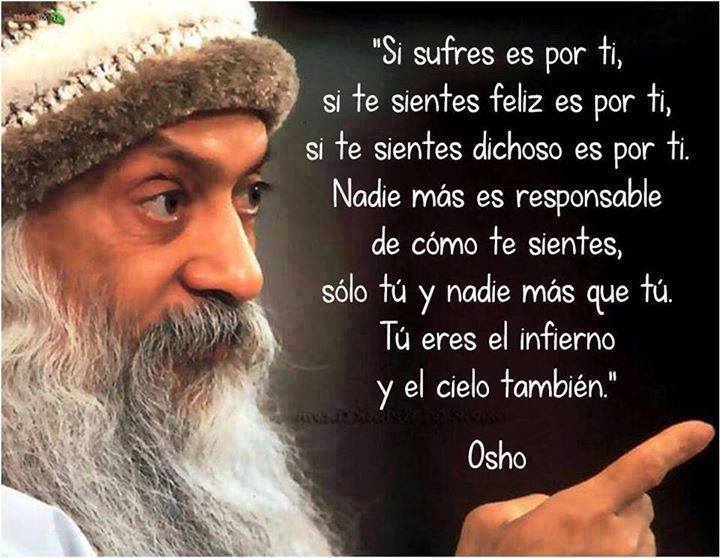 "Si sufres es por ti,
si te sientes feliz es por ti,
si te sientes dichoso es por ti.
Nadie más es responsable
de cómo te sientes,
sólo tú y nadie más que tú.
Tú eres el infierno
y el cielo también."
Osho